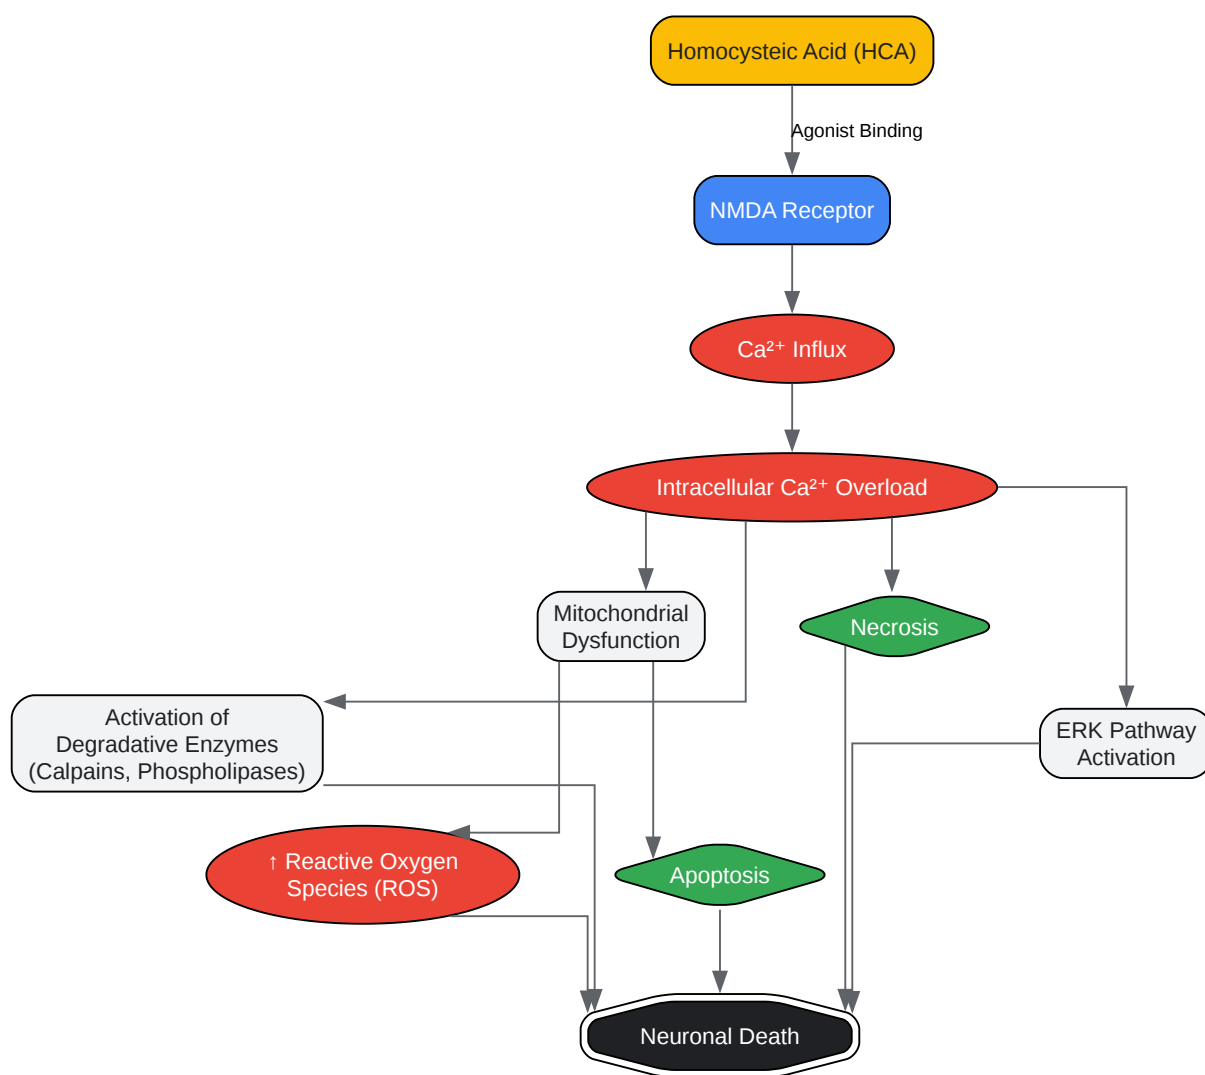 Homocysteic Acid (HCA)
Agonist Binding
NMDA Receptor
Ca²⁺ Influx
Intracellular Ca²⁺ Overload
Mitochondrial
Dysfunction
Necrosis
Activation of
Degradative Enzymes
(Calpains, Phospholipases)
ERK Pathway
Activation
↑ Reactive Oxygen
Species (ROS)
Apoptosis
Neuronal Death